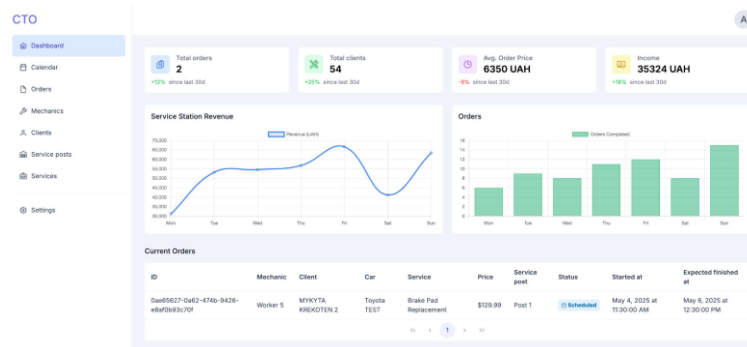 CTO
A
Dashboard
Calendar
Orders
Mechanics
Clients
Service posts
Services
Settings
Total orders
2
+12% since last 30d
Total clients
54
+25% since last 30d
Avg. Order Price
6350 UAH
-6% since last 30d
Income
35324 UAH
+18% since last 30d
Service Station Revenue
Revenue (UAH)
70,000
65,000
60,000
55,000
50,000
45,000
40,000
35,000
30,000
Mon Tue Wed Thu Fri Sat Sun
Orders
Orders Completed
16
14
12
10
8
6
4
2
0
Mon Tue Wed Thu Fri Sat Sun
Current Orders
ID Mechanic Client Car Service Price Service post Status Started at Expected finished at
0ae65627-0a62-474b-9426-
e8af0b93c70f
Worker 5
MYKYTA
KREKOTEN 2
Toyota
TEST
Brake Pad
Replacement
$129.99
Post 1
Scheduled
May 4, 2025 at
11:30:00 AM
May 6, 2025 at
12:30:00 PM
« ‹ 1 › »